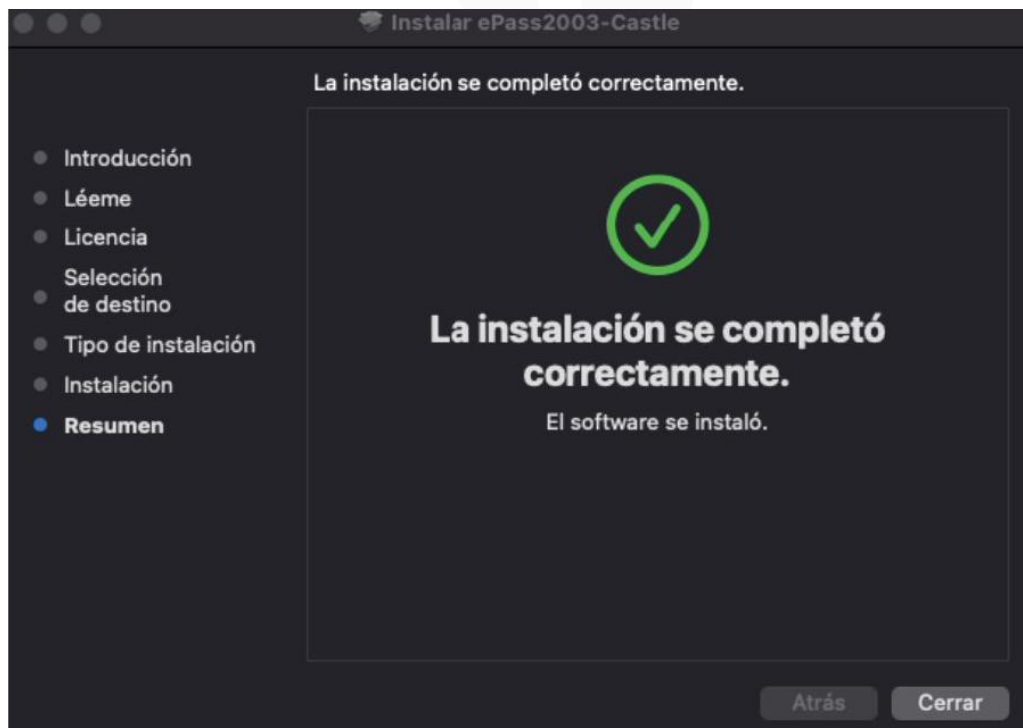 Instalar ePass2003-Castle
La instalación se completó correctamente.
Introducción
Léeme
Licencia
Selección
de destino
Tipo de instalación
Instalación
Resumen
La instalación se completó
correctamente.
El software se instaló.
Atrás
Cerrar